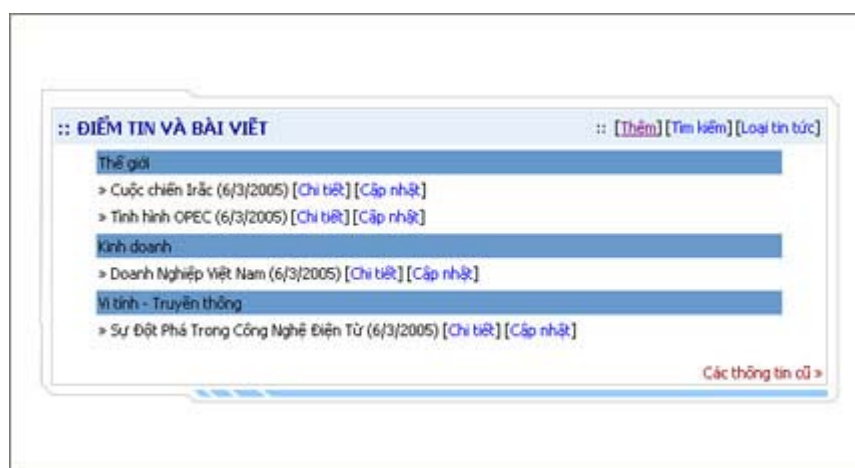 :: ĐIỂM TIN VÀ BÀI VIẾT :: [Thêm] [Tìm kiếm] [Loại tin tức]
Thế giới
» Cuộc chiến Irắc (6/3/2005) [Chi tiết] [Cập nhật]
» Tình hình OPEC (6/3/2005) [Chi tiết] [Cập nhật]
Kinh doanh
» Doanh Nghiệp Việt Nam (6/3/2005) [Chi tiết] [Cập nhật]
Vi tính - Truyền thông
» Sự Đột Phá Trong Công Nghệ Điện Tử (6/3/2005) [Chi tiết] [Cập nhật]
Các thông tin cũ »